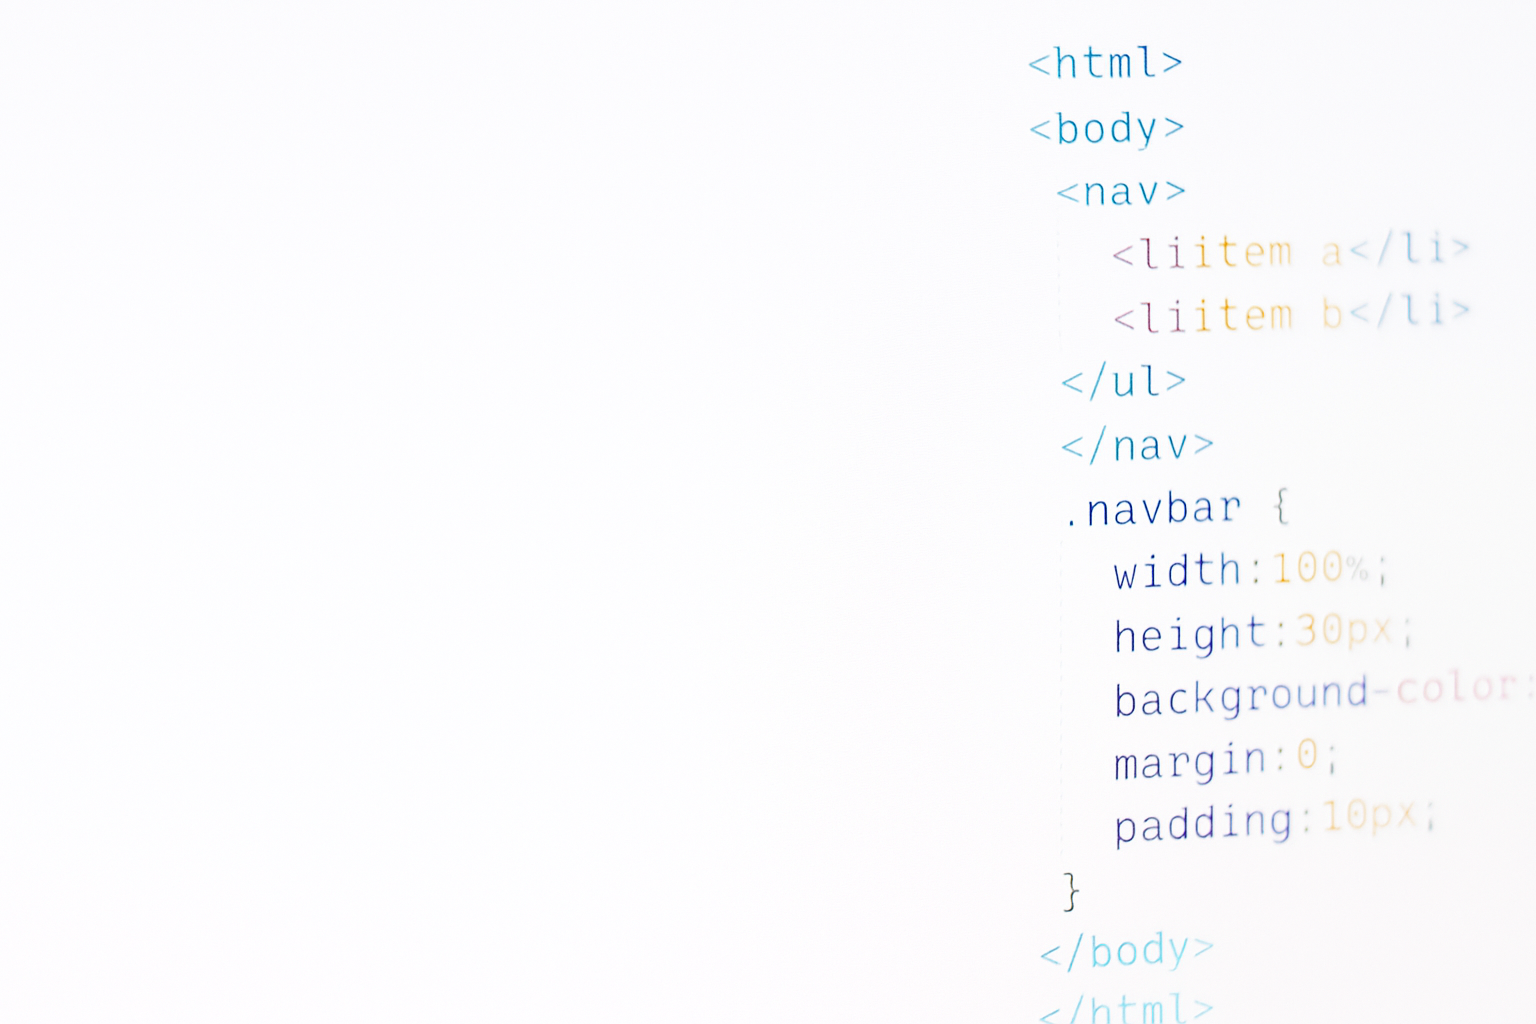 <html>
<body>
<nav>
<liitem a</li>
<liitem b</li>
</ul>
</nav>
.navbar {
width:100%;
height:30px;
background-color:
margin:0;
padding:10px;
}
</body>
</html>